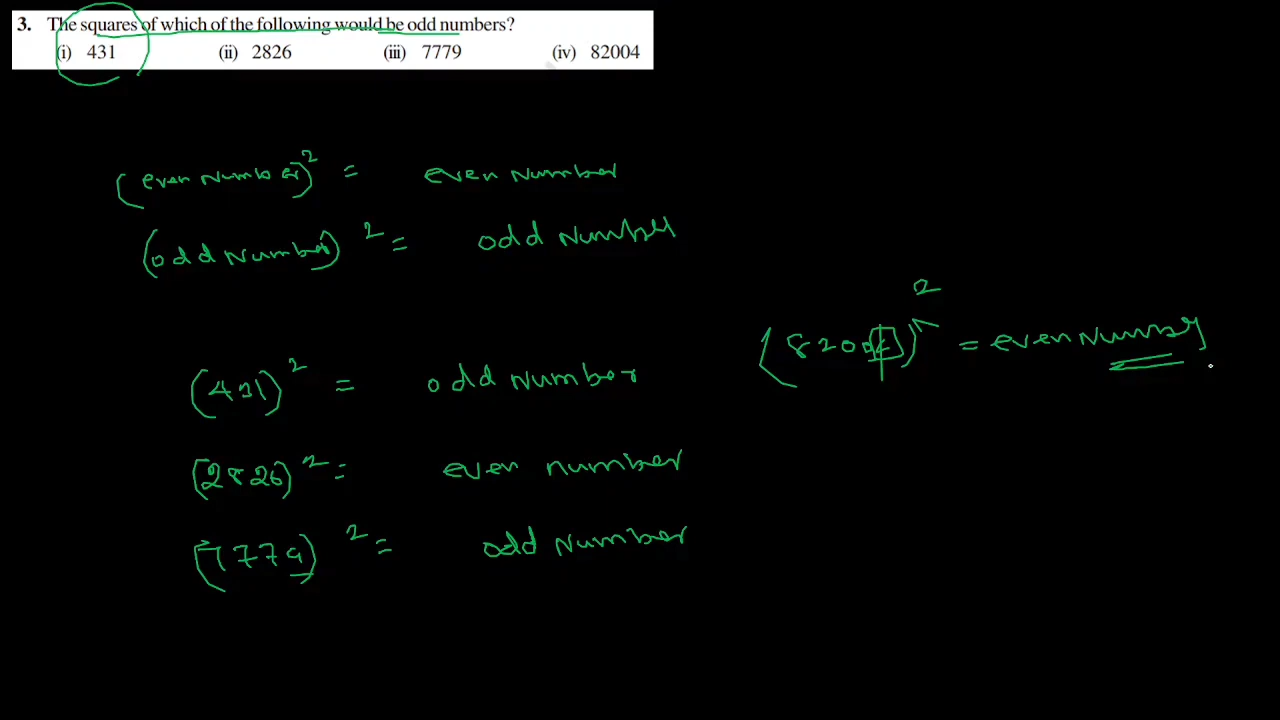 3. The squares of which of the following would be odd numbers?
(i) 431 (ii) 2826 (iii) 7779 (iv) 82004
(even number)² = even number
(odd number)² = odd number
(82004)² = even number
(431)² = odd number
(2826)² = even number
(7779)² = odd number